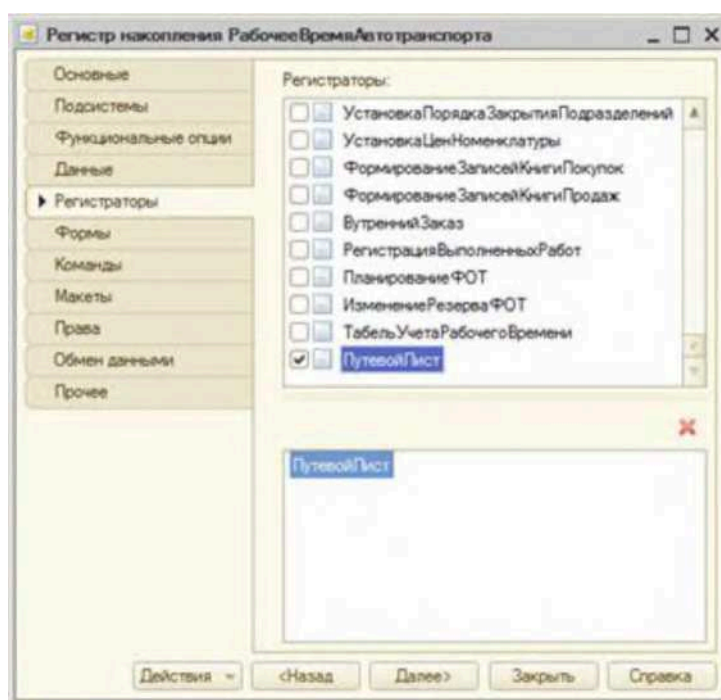 Регистр накопления РабочееВремяАвтотранспорта
Основные
Подсистемы
Функциональные опции
Данные
Регистраторы
Формы
Команды
Макеты
Права
Обмен данными
Прочее
Регистраторы:
УстановкаПорядкаЗакрытияПодразделений
УстановкаЦенНоменклатуры
ФормированиеЗаписейКнигиПокупок
ФормированиеЗаписейКнигиПродаж
ВутреннийЗаказ
РегистрацияВыполненныхРабот
ПланированиеФОТ
ИзменениеРезерваФОТ
ТабельУчетаРабочегоВремени
ПутевойЛист
ПутевойЛист
Действия
<Назад
Далее>
Закрыть
Справка